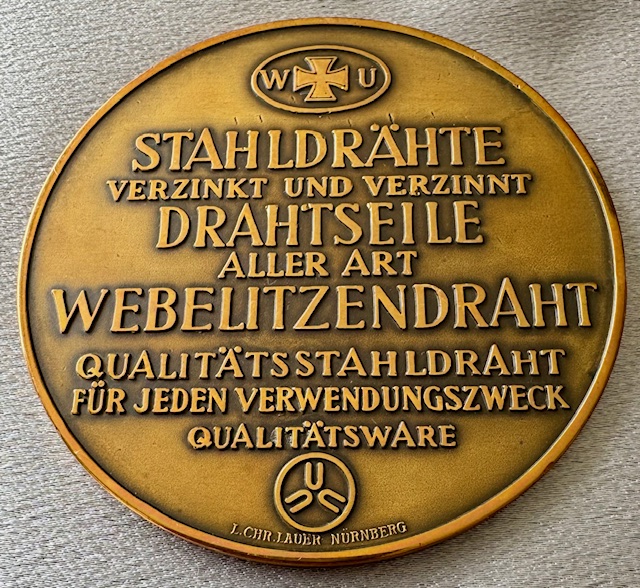 W U
STAHLDRÄHTE
VERZINKT UND VERZINNT
DRAHTSEILE
ALLER ART
WEBELITZENDRAHT
QUALITÄTSSTAHLDRAHT
FÜR JEDEN VERWENDUNGSZWECK
QUALITÄTSWARE
U U U
L.CHR.LAUER NÜRNBERG